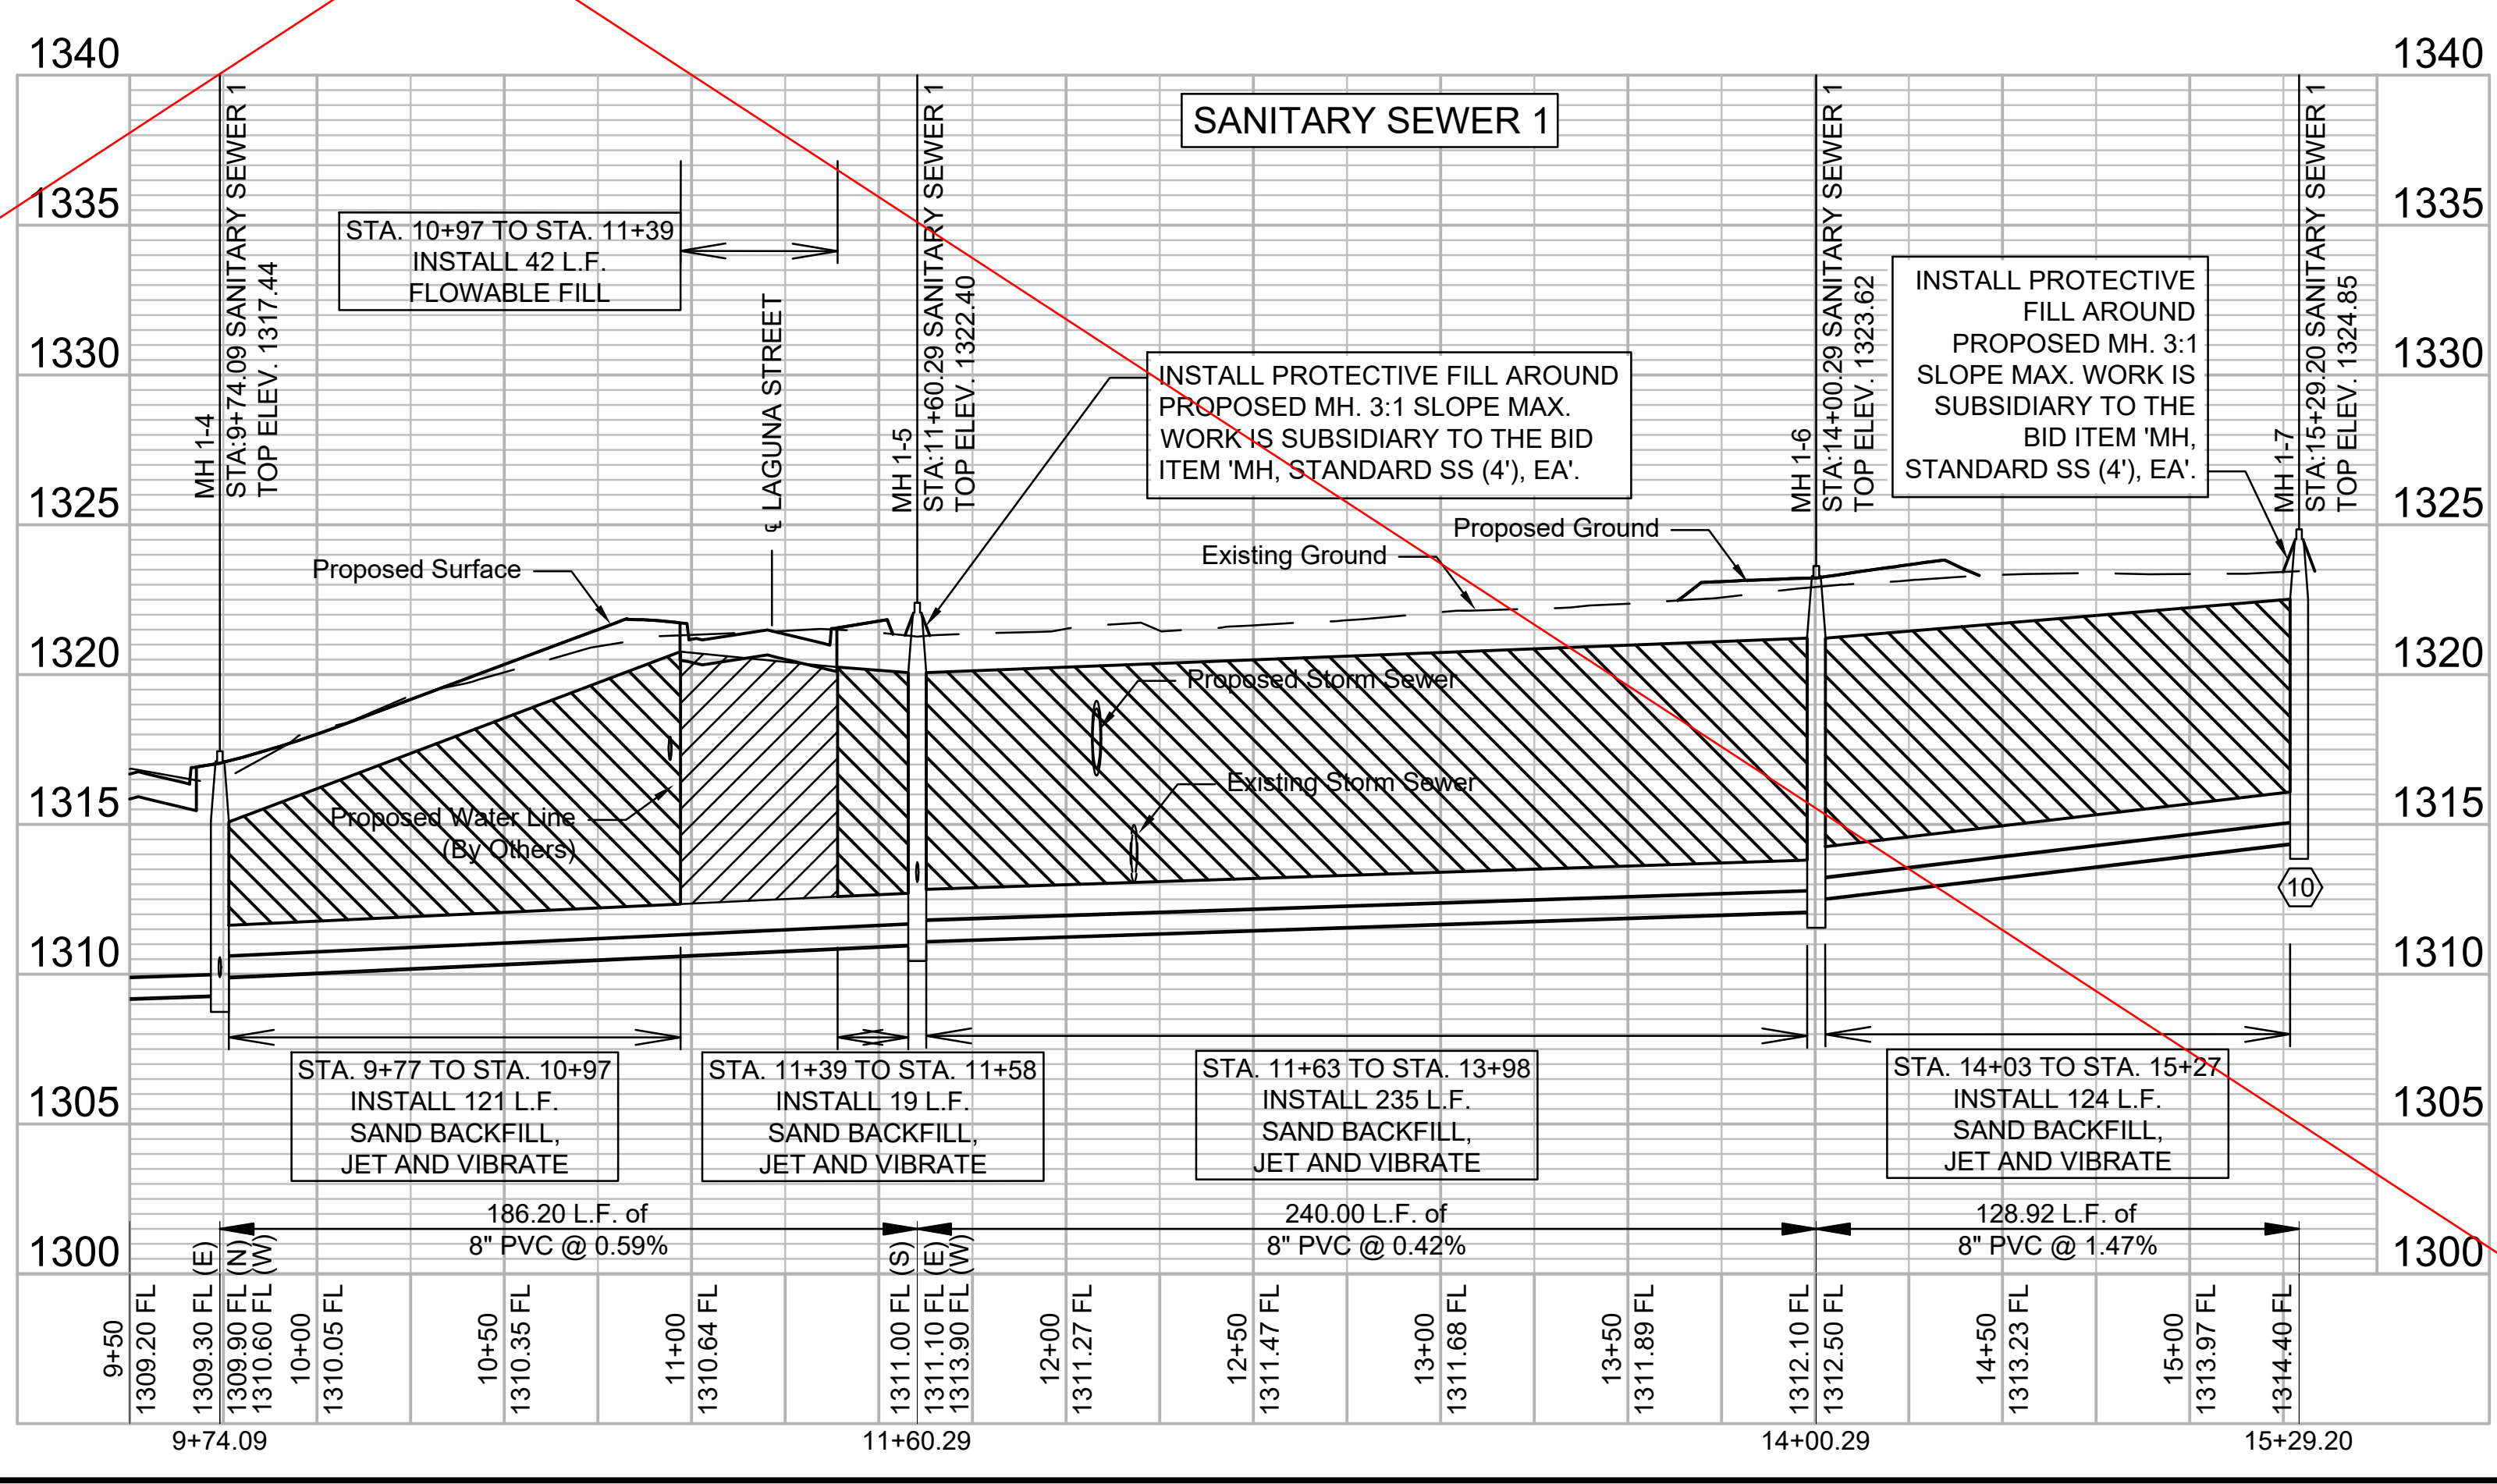 SANITARY SEWER 1
1340
1335
1330
1325
1320
1315
1310
1305
1300
1340
1335
1330
1325
1320
1315
1310
1305
1300
MH 1-4
STA:9+74.09 SANITARY SEWER 1
TOP ELEV. 1317.44
STA. 10+97 TO STA. 11+39
INSTALL 42 L.F.
FLOWABLE FILL
℄ LAGUNA STREET
MH 1-5
STA:11+60.29 SANITARY SEWER 1
TOP ELEV. 1322.40
INSTALL PROTECTIVE FILL AROUND
PROPOSED MH. 3:1 SLOPE MAX.
WORK IS SUBSIDIARY TO THE BID
ITEM 'MH, STANDARD SS (4'), EA'.
MH 1-6
STA:14+00.29 SANITARY SEWER 1
TOP ELEV. 1323.62
INSTALL PROTECTIVE
FILL AROUND
PROPOSED MH. 3:1
SLOPE MAX. WORK IS
SUBSIDIARY TO THE
BID ITEM 'MH,
STANDARD SS (4'), EA'.
MH 1-7
STA:15+29.20 SANITARY SEWER 1
TOP ELEV. 1324.85
Proposed Surface
Existing Ground
Proposed Ground
Proposed Storm Sewer
Existing Storm Sewer
Proposed Water Line
(By Others)
10
STA. 9+77 TO STA. 10+97
INSTALL 121 L.F.
SAND BACKFILL,
JET AND VIBRATE
STA. 11+39 TO STA. 11+58
INSTALL 19 L.F.
SAND BACKFILL,
JET AND VIBRATE
STA. 11+63 TO STA. 13+98
INSTALL 235 L.F.
SAND BACKFILL,
JET AND VIBRATE
STA. 14+03 TO STA. 15+27
INSTALL 124 L.F.
SAND BACKFILL,
JET AND VIBRATE
186.20 L.F. of
8" PVC @ 0.59%
240.00 L.F. of
8" PVC @ 0.42%
128.92 L.F. of
8" PVC @ 1.47%
9+50
1309.20 FL
1309.30 FL (E)
1309.90 FL (N)
1310.60 FL (W)
10+00
1310.05 FL
10+50
1310.35 FL
11+00
1310.64 FL
1311.00 FL (S)
1311.10 FL (E)
1313.90 FL (W)
12+00
1311.27 FL
12+50
1311.47 FL
13+00
1311.68 FL
13+50
1311.89 FL
1312.10 FL
1312.50 FL
14+50
1313.23 FL
15+00
1313.97 FL
1314.40 FL
9+74.09
11+60.29
14+00.29
15+29.20